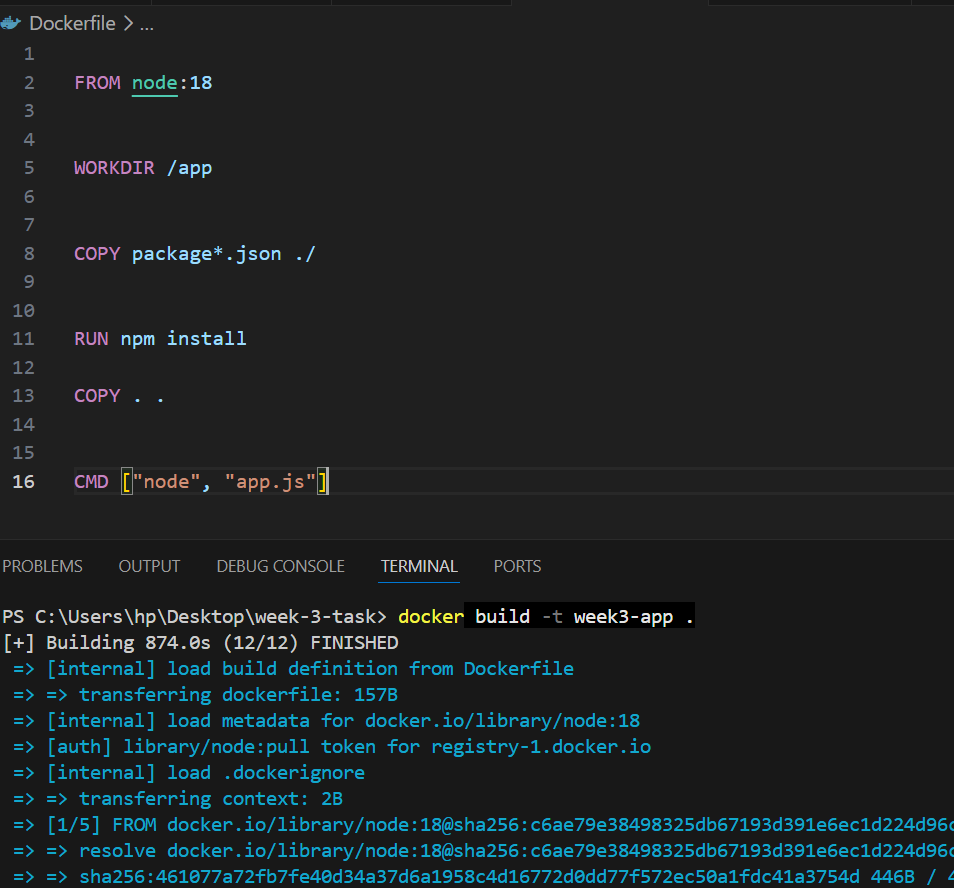 Dockerfile > ...
1
2 FROM node:18
3
4
5 WORKDIR /app
6
7
8 COPY package*.json ./
9
10
11 RUN npm install
12
13 COPY . .
14
15
16 CMD ["node", "app.js"]
PROBLEMS OUTPUT DEBUG CONSOLE TERMINAL PORTS
PS C:\Users\hp\Desktop\week-3-task> docker build -t week3-app .
[+] Building 874.0s (12/12) FINISHED
=> [internal] load build definition from Dockerfile
=> => transferring dockerfile: 157B
=> [internal] load metadata for docker.io/library/node:18
=> [auth] library/node:pull token for registry-1.docker.io
=> [internal] load .dockerignore
=> => transferring context: 2B
=> [1/5] FROM docker.io/library/node:18@sha256:c6ae79e38498325db67193d391e6ec1d224d96c
=> => resolve docker.io/library/node:18@sha256:c6ae79e38498325db67193d391e6ec1d224d96c
=> => sha256:461077a72fb7fe40d34a37d6a1958c4d16772d0dd77f572ec50a1fdc41a3754d 446B / 4